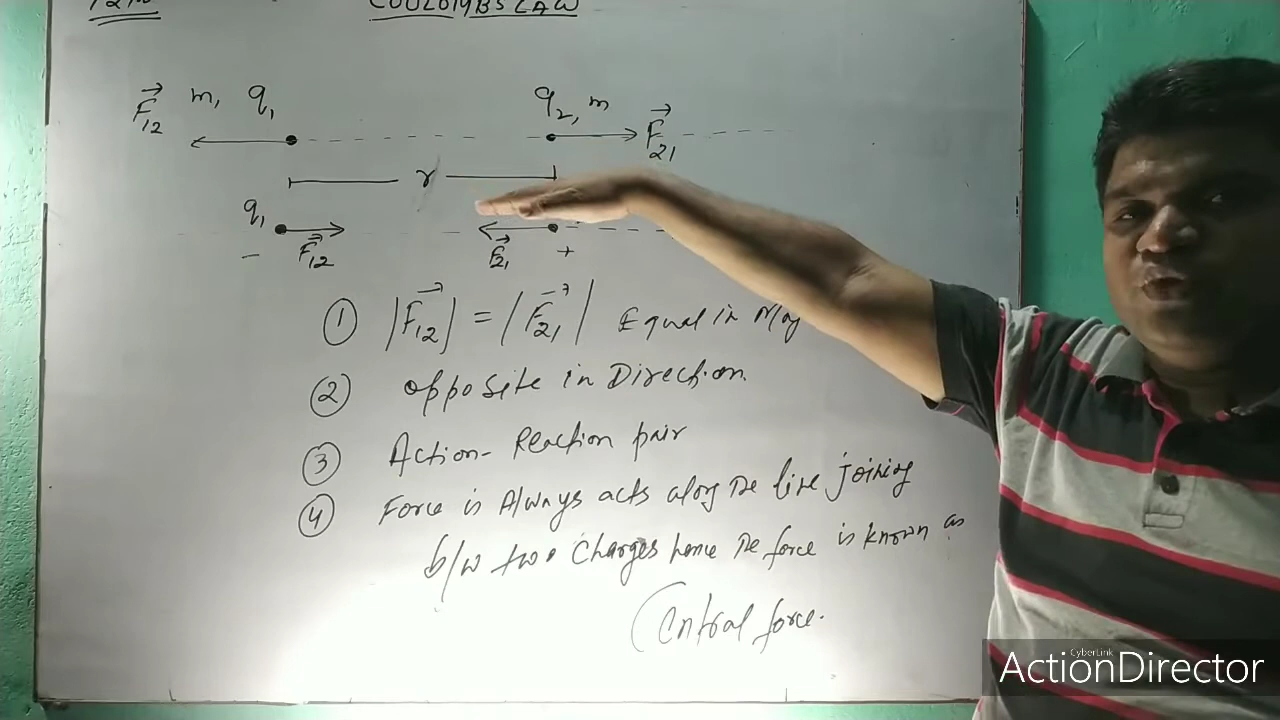 12th COULOMBS LAW
F12 m, q1 q2, m F21
r
q1
- F12 F21 +
① |F12| = |F21| Equal in Mag
② opposite in Direction.
③ Action- Reaction pair
④ Force is Always acts along the line joining
b/w two charges hence the force is known as
Central force.
CyberLink
ActionDirector